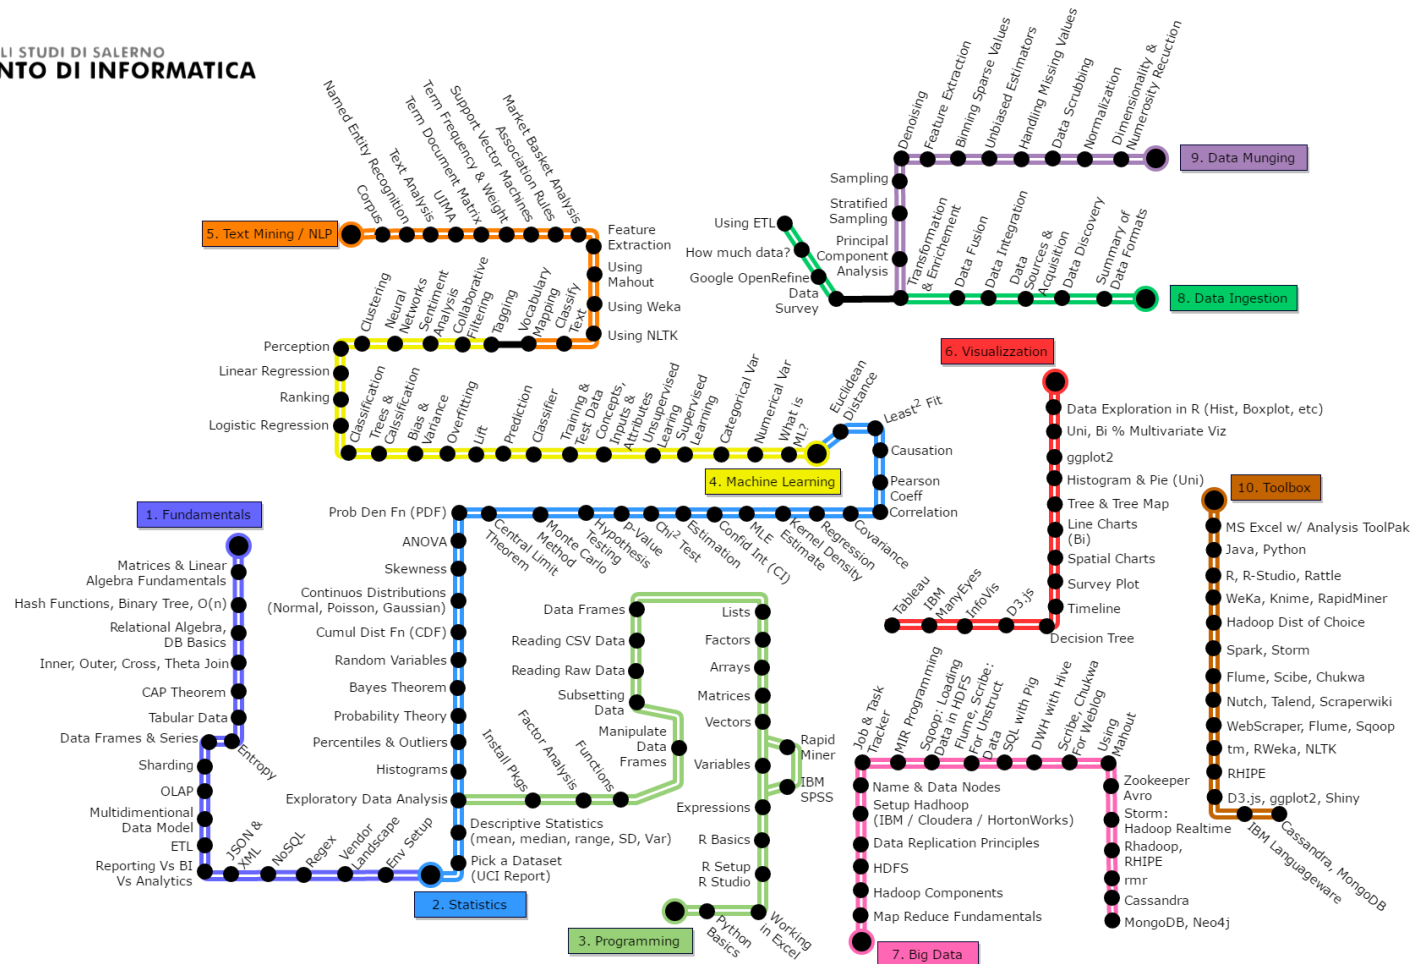 LI STUDI DI SALERNO
NTO DI INFORMATICA
5. Text Mining / NLP
Corpus
Named Entity Recognition
Text Analysis
UIMA
Term Document Matrix
Term Frequency & Weight
Support Vector Machines
Association Rules
Market Basket Analysis
Feature
Extraction
Using
Mahout
Using Weka
Using NLTK
Classify
Text
Vocabulary
Mapping
Tagging
Collaborative
Filtering
Sentiment
Analysis
Neural
Networks
Clustering
Perception
Linear Regression
Ranking
Logistic Regression
Classification
Trees &
Calsification
Bias &
Variance
Overfitting
Lift
Prediction
Classifier
Training &
Test Data
Concepts,
Inputs &
Attributes
Unsupervised
Learing
Supervised
Learning
Categorical Var
Numerical Var
What is
ML?
4. Machine Learning
Euclidean
Distance
Least² Fit
Causation
Pearson
Coeff
Correlation
Covariance
Regression
Kernel Density
Estimate
MLE
Confid Int (CI)
Estimation
Chi² Test
p-Value
Hypothesis
Testing
Monte Carlo
Method
Central Limit
Theorem
Prob Den Fn (PDF)
ANOVA
Skewness
Continuos Distributions
(Normal, Poisson, Gaussian)
Cumul Dist Fn (CDF)
Random Variables
Bayes Theorem
Probability Theory
Percentiles & Outliers
Histograms
Exploratory Data Analysis
Descriptive Statistics
(mean, median, range, SD, Var)
Pick a Dataset
(UCI Report)
2. Statistics
1. Fundamentals
Matrices & Linear
Algebra Fundamentals
Hash Functions, Binary Tree, O(n)
Relational Algebra,
DB Basics
Inner, Outer, Cross, Theta Join
CAP Theorem
Tabular Data
Entropy
Data Frames & Series
Sharding
OLAP
Multidimentional
Data Model
ETL
Reporting Vs BI
Vs Analytics
JSON &
XML
NoSQL
Regex
Vendor
Landscape
Env Setup
3. Programming
Python
Basics
Working
in Excel
R Setup
R Studio
R Basics
Expressions
IBM
SPSS
Rapid
Miner
Variables
Vectors
Matrices
Arrays
Factors
Lists
Data Frames
Reading CSV Data
Reading Raw Data
Subsetting
Data
Manipulate
Data
Frames
Functions
Factor Analysis
Install Pkgs
9. Data Munging
Dimensionality &
Numerosity Recuction
Normalization
Data Scrubbing
Handling Missing Values
Unbiased Estimators
Binning Sparse Values
Feature Extraction
Denoising
Sampling
Stratified
Sampling
Principal
Component
Analysis
8. Data Ingestion
Summary of
Data Formats
Data Discovery
Data
Sources &
Acquisition
Data Integration
Data Fusion
Transformation
& Enrichement
Data
Survey
Google OpenRefine
How much data?
Using ETL
6. Visualizzation
Data Exploration in R (Hist, Boxplot, etc)
Uni, Bi % Multivariate Viz
ggplot2
Histogram & Pie (Uni)
Tree & Tree Map
Line Charts
(Bi)
Spatial Charts
Survey Plot
Timeline
Decision Tree
D3.js
InfoVis
IBM
ManyEyes
Tableau
7. Big Data
Map Reduce Fundamentals
Hadoop Components
HDFS
Data Replication Principles
Setup Hadhoop
(IBM / Cloudera / HortonWorks)
Name & Data Nodes
Job & Task
Tracker
MIR Programming
Sqoop: Loading
Data in HDFS
Flume, Scribe:
For Unstruct
Data
SQL with Pig
DWH with Hive
Scribe, Chukwa
For Weblog
Using
Mahout
Zookeeper
Avro
Storm:
Hadoop Realtime
Rhadoop,
RHIPE
rmr
Cassandra
MongoDB, Neo4j
10. Toolbox
MS Excel w/ Analysis ToolPak
Java, Python
R, R-Studio, Rattle
WeKa, Knime, RapidMiner
Hadoop Dist of Choice
Spark, Storm
Flume, Scibe, Chukwa
Nutch, Talend, Scraperwiki
WebScraper, Flume, Sqoop
tm, RWeka, NLTK
RHIPE
D3.js, ggplot2, Shiny
IBM Languageware
Cassandra, MongoDB